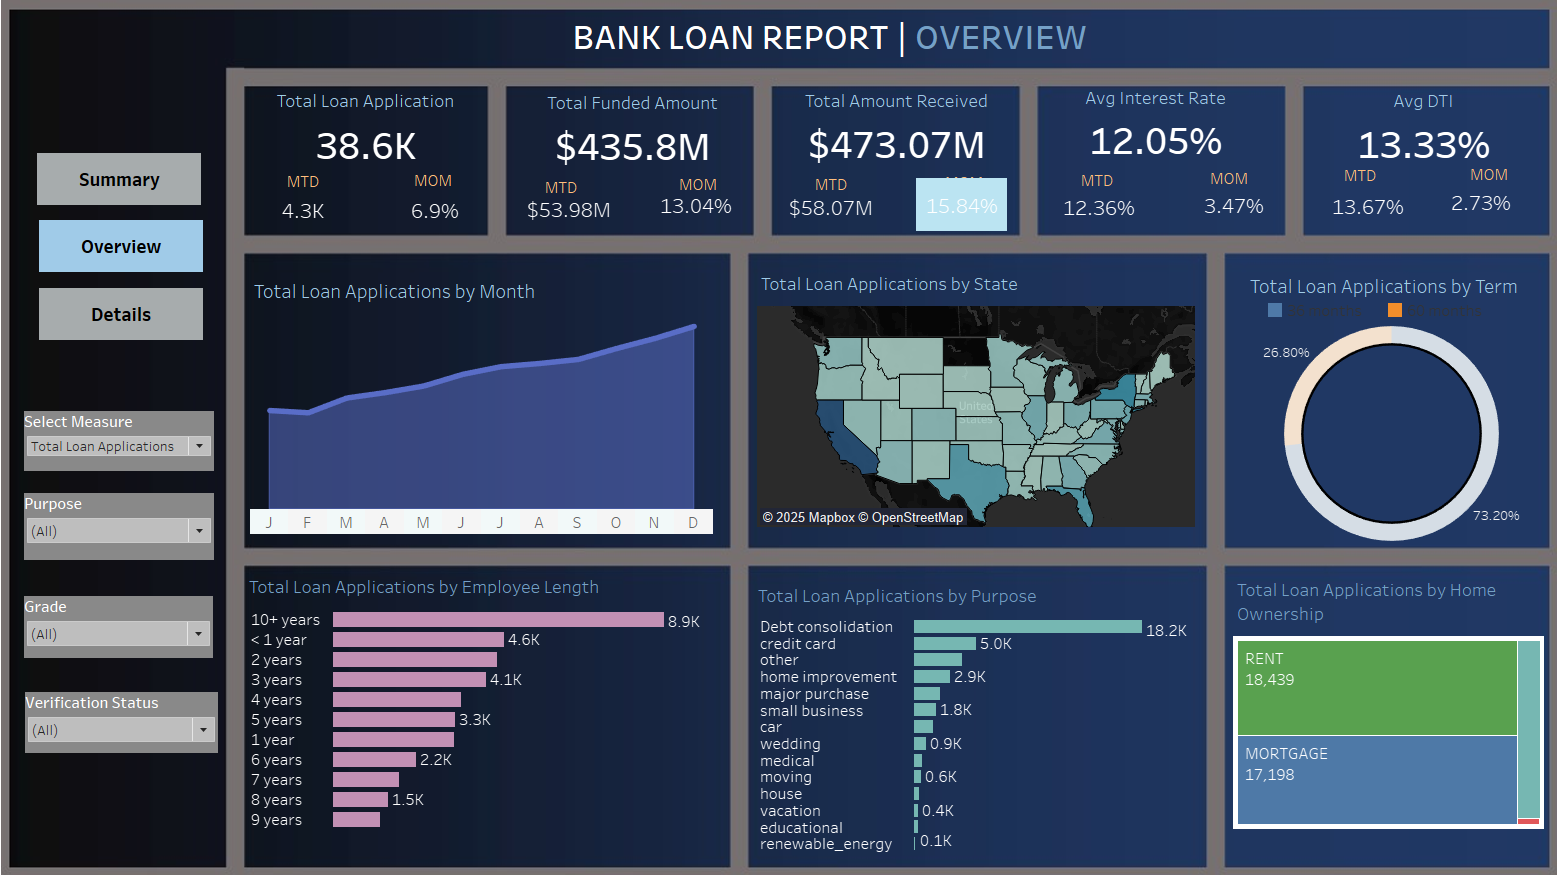 BANK LOAN REPORT | OVERVIEW
Summary
Overview
Details
Select Measure
Total Loan Applications
Purpose
(All)
Grade
(All)
Verification Status
(All)
Total Loan Application
38.6K
MTD MOM
4.3K 6.9%
Total Funded Amount
$435.8M
MTD MOM
$53.98M 13.04%
Total Amount Received
$473.07M
MTD
$58.07M 15.84%
Avg Interest Rate
12.05%
MTD MOM
12.36% 3.47%
Avg DTI
13.33%
MTD MOM
13.67% 2.73%
Total Loan Applications by Month
J F M A M J J A S O N D
Total Loan Applications by State
United
States
© 2025 Mapbox © OpenStreetMap
Total Loan Applications by Term
26.80%
73.20%
Total Loan Applications by Employee Length
10+ years 8.9K
< 1 year 4.6K
2 years
3 years 4.1K
4 years
5 years 3.3K
1 year
6 years 2.2K
7 years
8 years 1.5K
9 years
Total Loan Applications by Purpose
Debt consolidation 18.2K
credit card 5.0K
other
home improvement 2.9K
major purchase
small business 1.8K
car
wedding 0.9K
medical
moving 0.6K
house
vacation 0.4K
educational
renewable_energy 0.1K
Total Loan Applications by Home
Ownership
RENT
18,439
MORTGAGE
17,198